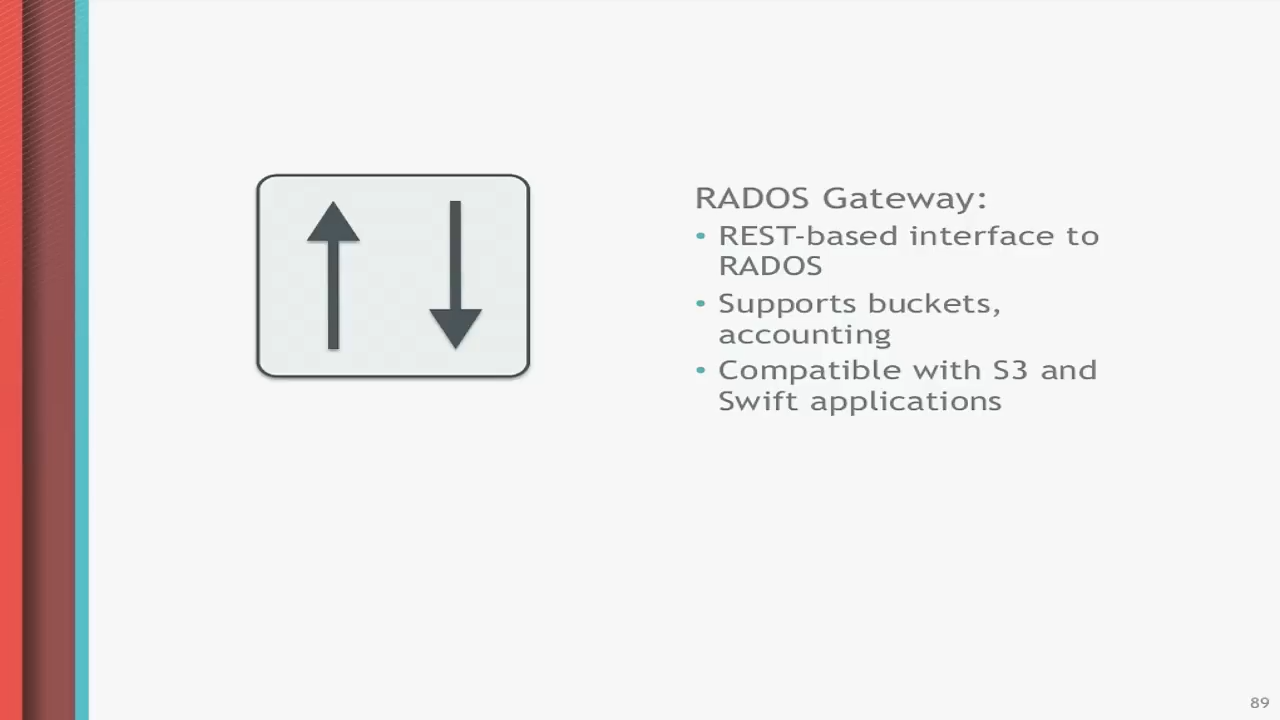 RADOS Gateway:
• REST-based interface to
RADOS
• Supports buckets,
accounting
• Compatible with S3 and
Swift applications
89